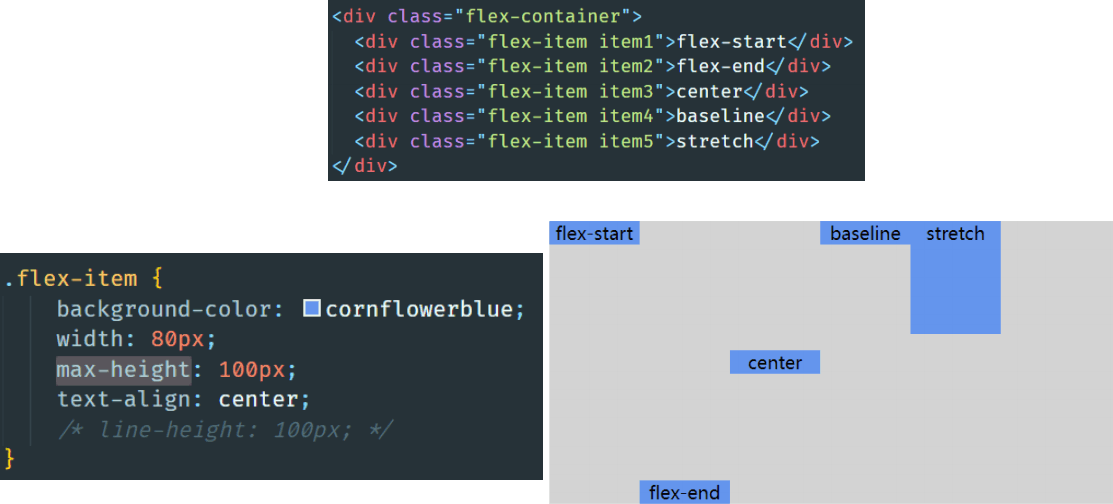 <div class="flex-container">
  <div class="flex-item item1">flex-start</div>
  <div class="flex-item item2">flex-end</div>
  <div class="flex-item item3">center</div>
  <div class="flex-item item4">baseline</div>
  <div class="flex-item item5">stretch</div>
</div>
.flex-item {
    background-color: cornflowerblue;
    width: 80px;
    max-height: 100px;
    text-align: center;
    /* line-height: 100px; */
}
flex-start baseline stretch
center
flex-end